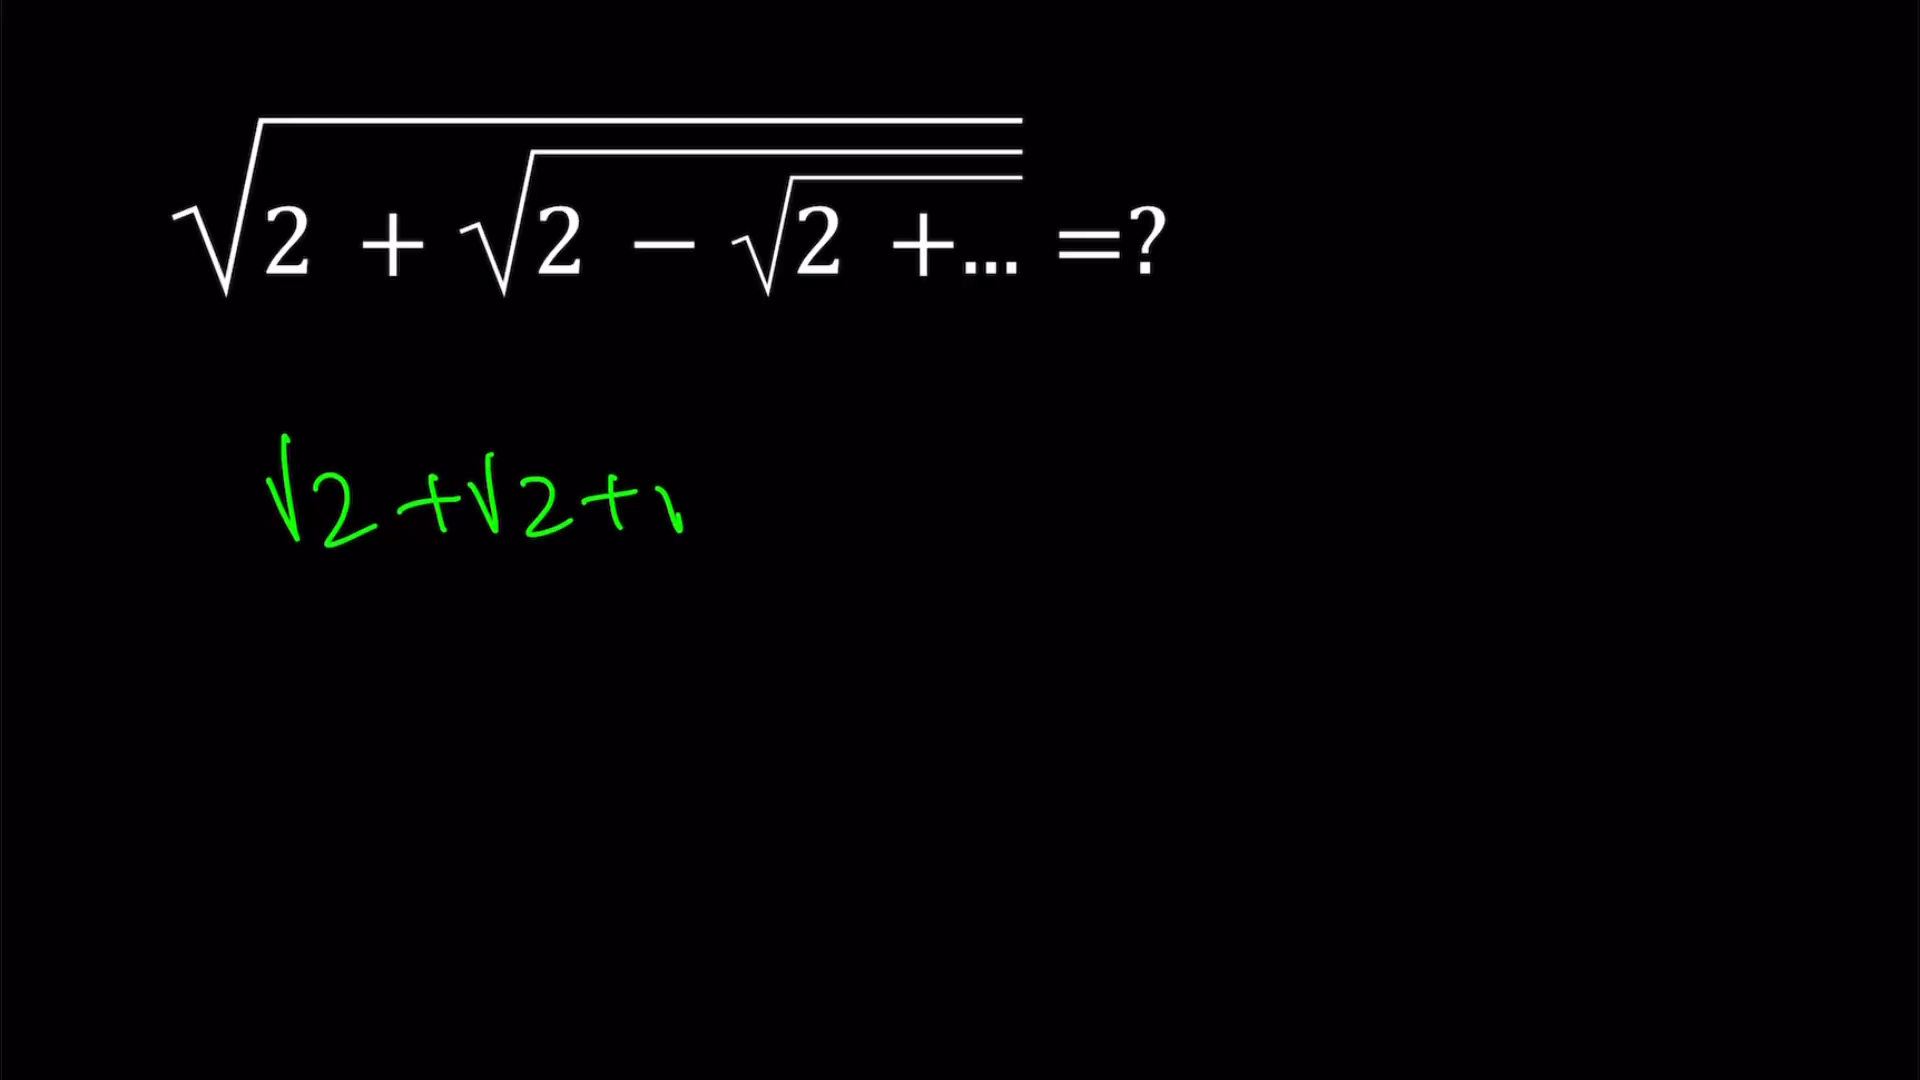 √2 + √2 − √2 +... =?
√2+√2+√